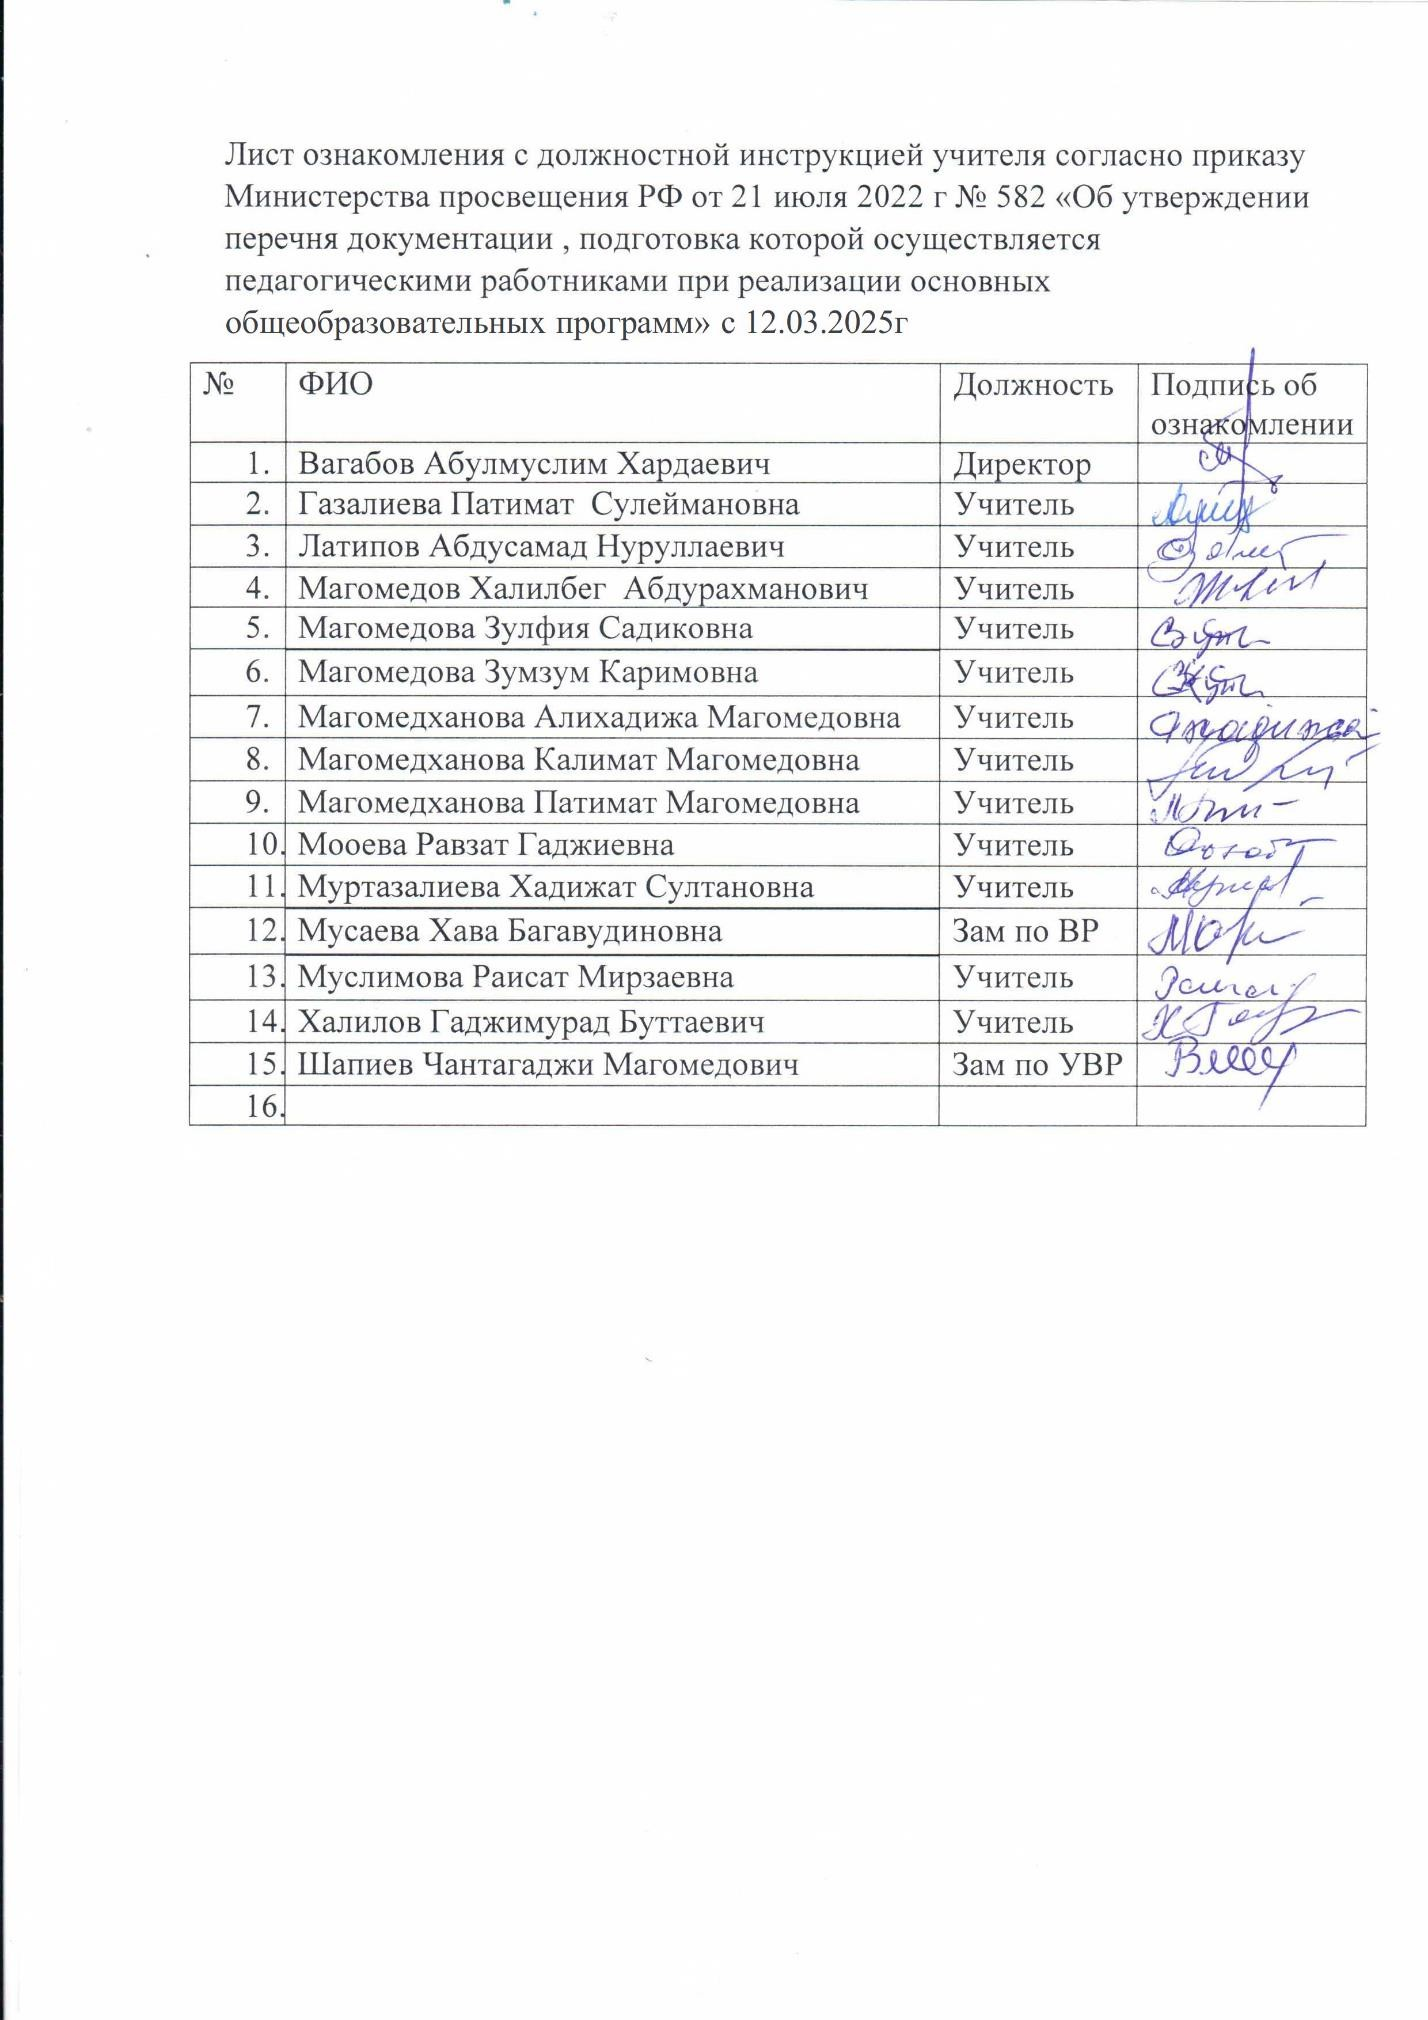 Лист ознакомления с должностной инструкцией учителя согласно приказу
Министерства просвещения РФ от 21 июля 2022 г № 582 «Об утверждении
перечня документации , подготовка которой осуществляется
педагогическими работниками при реализации основных
общеобразовательных программ» с 12.03.2025г
№ ФИО Должность Подпись об ознакомлении
1. Вагабов Абулмуслим Хардаевич Директор
2. Газалиева Патимат Сулеймановна Учитель
3. Латипов Абдусамад Нуруллаевич Учитель
4. Магомедов Халилбег Абдурахманович Учитель
5. Магомедова Зулфия Садиковна Учитель
6. Магомедова Зумзум Каримовна Учитель
7. Магомедханова Алихадижа Магомедовна Учитель
8. Магомедханова Калимат Магомедовна Учитель
9. Магомедханова Патимат Магомедовна Учитель
10. Мооева Равзат Гаджиевна Учитель
11. Муртазалиева Хадижат Султановна Учитель
12. Мусаева Хава Багавудиновна Зам по ВР
13. Муслимова Раисат Мирзаевна Учитель
14. Халилов Гаджимурад Буттаевич Учитель
15. Шапиев Чантагаджи Магомедович Зам по УВР
16.